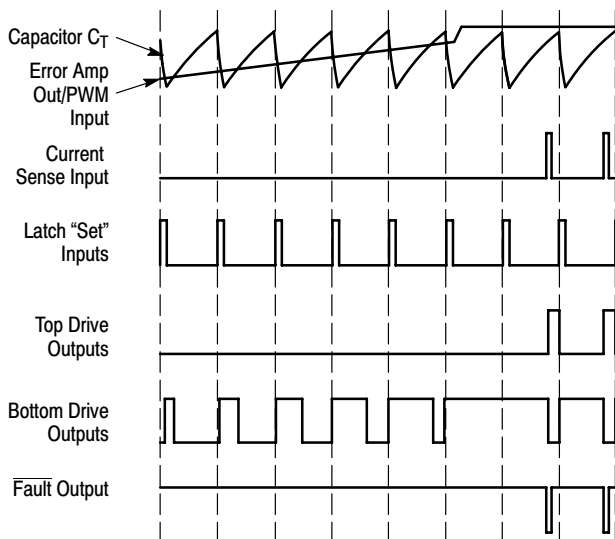 Capacitor CT
Error Amp
Out/PWM
Input
Current
Sense Input
Latch “Set”
Inputs
Top Drive
Outputs
Bottom Drive
Outputs
Fault Output